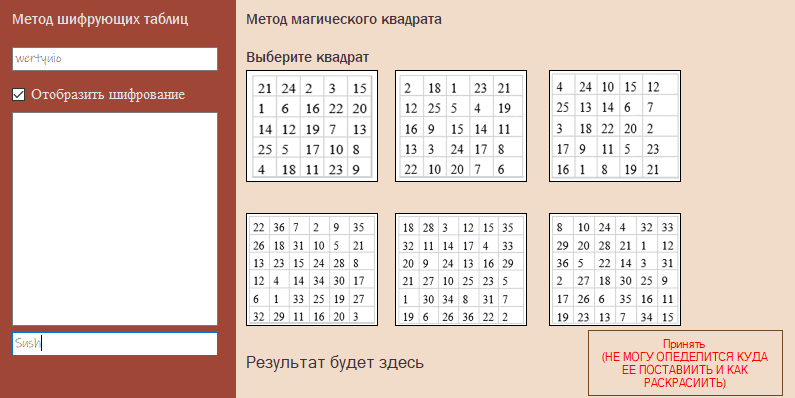 Метод шифрующих таблиц
wertyuio
Отобразить шифрование
Sush
Метод магического квадрата
Выберите квадрат
21 24 2 3 15
1 6 16 22 20
14 12 19 7 13
25 5 17 10 8
4 18 11 23 9
2 18 1 23 21
12 25 5 4 19
16 9 15 14 11
13 3 24 17 8
22 10 20 7 6
4 24 10 15 12
25 13 14 6 7
3 18 22 20 2
17 9 11 5 23
16 1 8 19 21
22 36 7 2 9 35
26 18 31 10 5 21
13 23 15 24 28 8
12 4 14 34 30 17
6 1 33 25 19 27
32 29 11 16 20 3
18 28 3 12 15 35
32 11 14 17 4 33
20 9 24 13 16 29
21 27 10 25 23 5
1 30 34 8 31 7
19 6 26 36 22 2
8 10 24 4 32 33
29 20 28 21 1 12
36 5 22 14 3 31
2 27 18 30 25 9
17 26 6 35 16 11
19 23 13 7 34 15
Результат будет здесь
Принять
(НЕ МОГУ ОПЕДЕЛИТСЯ КУДА
ЕЕ ПОСТАВИИТЬ И КАК
РАСКРАСИИТЬ)